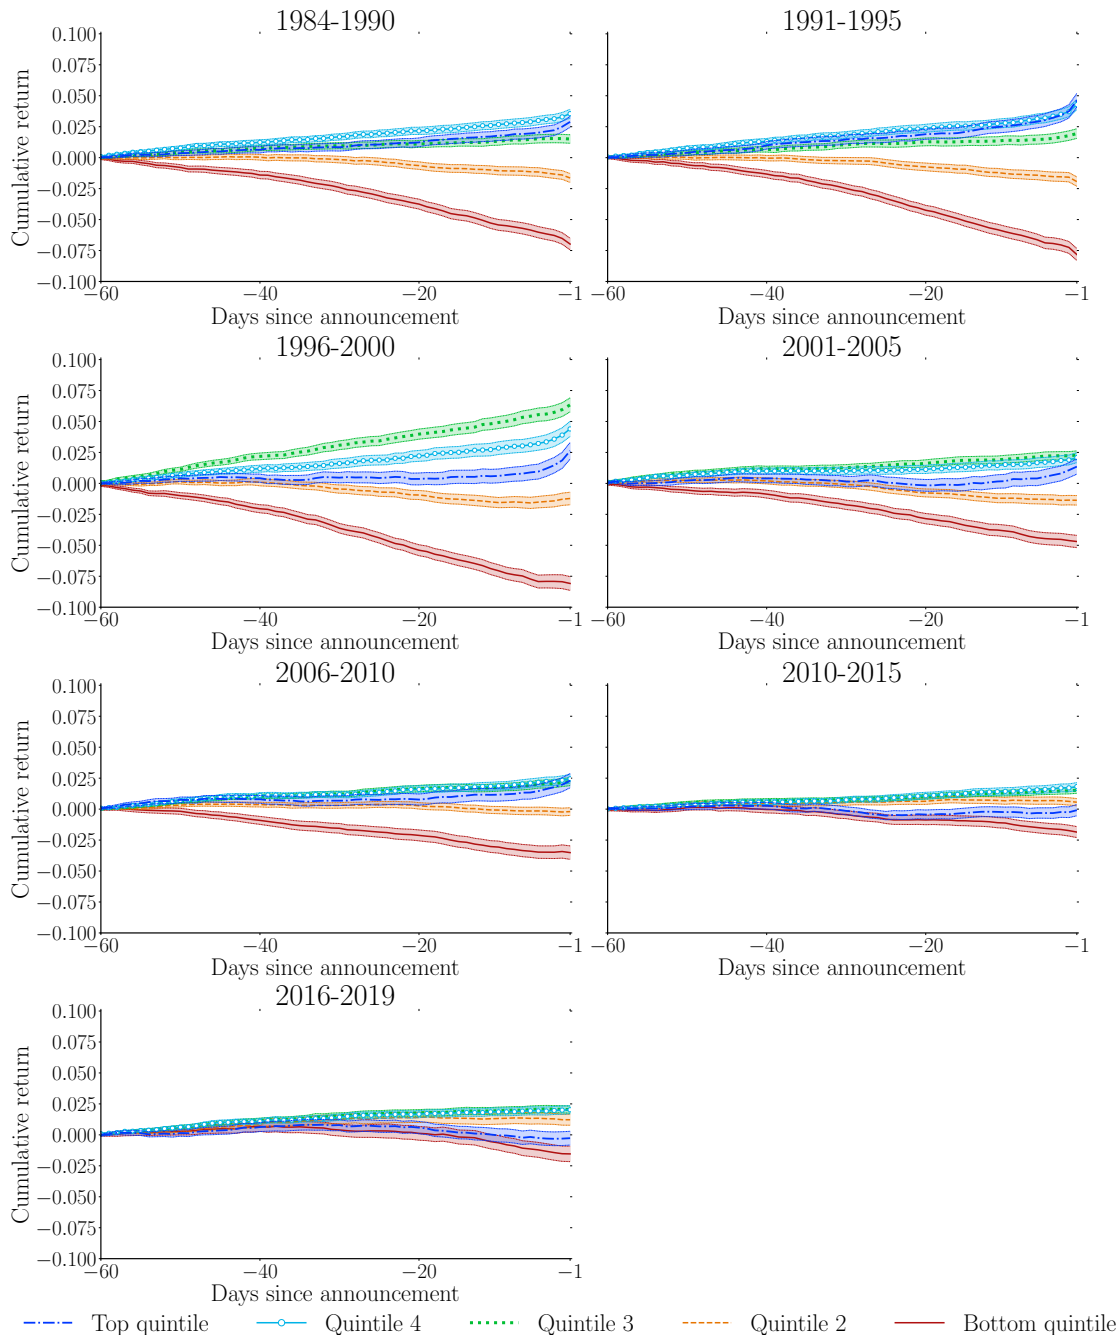 1984-1990
1991-1995
0.100
0.075
0.050
0.025
0.000
−0.025
−0.050
−0.075
−0.100
Cumulative return
−60 −40 −20 −1
−60 −40 −20 −1
Days since announcement
Days since announcement
1996-2000
2001-2005
0.100
0.075
0.050
0.025
0.000
−0.025
−0.050
−0.075
−0.100
Cumulative return
−60 −40 −20 −1
−60 −40 −20 −1
Days since announcement
Days since announcement
2006-2010
2010-2015
0.100
0.075
0.050
0.025
0.000
−0.025
−0.050
−0.075
−0.100
Cumulative return
−60 −40 −20 −1
−60 −40 −20 −1
Days since announcement
Days since announcement
2016-2019
0.100
0.075
0.050
0.025
0.000
−0.025
−0.050
−0.075
−0.100
Cumulative return
−60 −40 −20 −1
Days since announcement
Top quintile Quintile 4 Quintile 3 Quintile 2 Bottom quintile